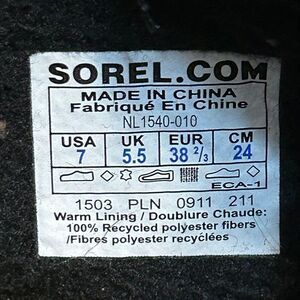 SOREL.COM
MADE IN CHINA
Fabriqué En Chine
NL1540-010
USA UK EUR CM
7 5.5 38 2/3 24
ECA-1
1503 PLN 0911 211
Warm Lining / Doublure Chaude:
100% Recycled polyester fibers
/Fibres polyester recyclées